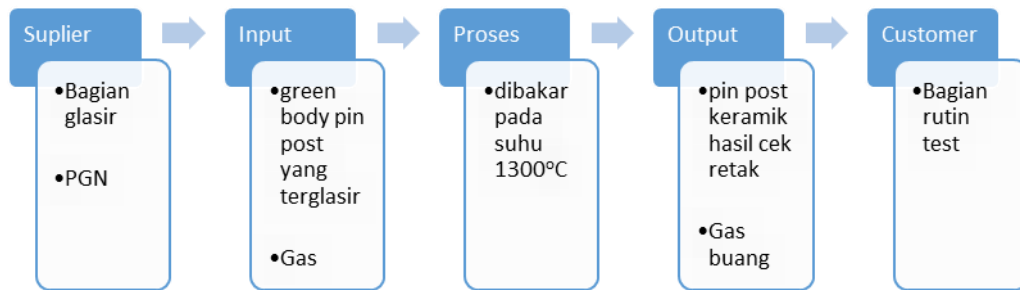 Suplier
•Bagian
glasir
•PGN
Input
•green
body pin
post
yang
terglasir
•Gas
Proses
•dibakar
pada
suhu
1300°C
Output
•pin post
keramik
hasil cek
retak
•Gas
buang
Customer
•Bagian
rutin
test